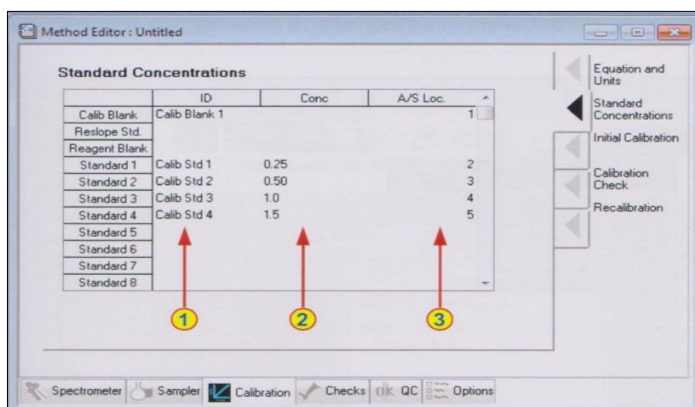 Method Editor : Untitled
Standard Concentrations
ID Conc A/S Loc.
Calib Blank Calib Blank 1 1
Reslope Std.
Reagent Blank
Standard 1 Calib Std 1 0.25 2
Standard 2 Calib Std 2 0.50 3
Standard 3 Calib Std 3 1.0 4
Standard 4 Calib Std 4 1.5 5
Standard 5
Standard 6
Standard 7
Standard 8
1 2 3
Equation and
Units
Standard
Concentrations
Initial Calibration
Calibration
Check
Recalibration
Spectrometer Sampler Calibration Checks OK QC Options